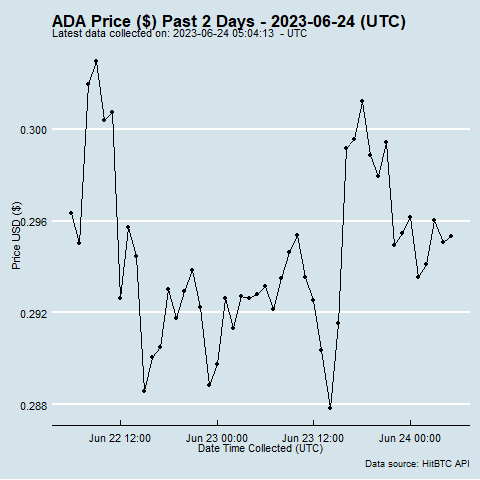 ADA Price ($) Past 2 Days - 2023-06-24 (UTC)
Latest data collected on: 2023-06-24 05:04:13  - UTC
0.300
0.296
0.292
0.288
Price USD ($)
Jun 22 12:00
Jun 23 00:00
Jun 23 12:00
Jun 24 00:00
Date Time Collected (UTC)
Data source: HitBTC API